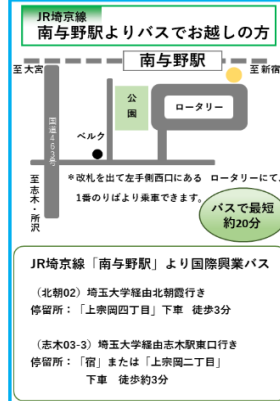 JR埼京線
南与野駅よりバスでお越しの方
南与野駅
至大宮
至新宿
公園
ロータリー
国道463号
ベルク
至志木・所沢
*改札を出て左手側西口にある ロータリーにて、
1番のりばより乗車できます。
バスで最短
約20分
JR埼京線「南与野駅」より国際興業バス
(北朝02)埼玉大学経由北朝霞行き
停留所:「上宗岡四丁目」下車 徒歩3分
(志木03-3)埼玉大学経由志木駅東口行き
停留所:「宿」または「上宗岡二丁目」
下車 徒歩約3分